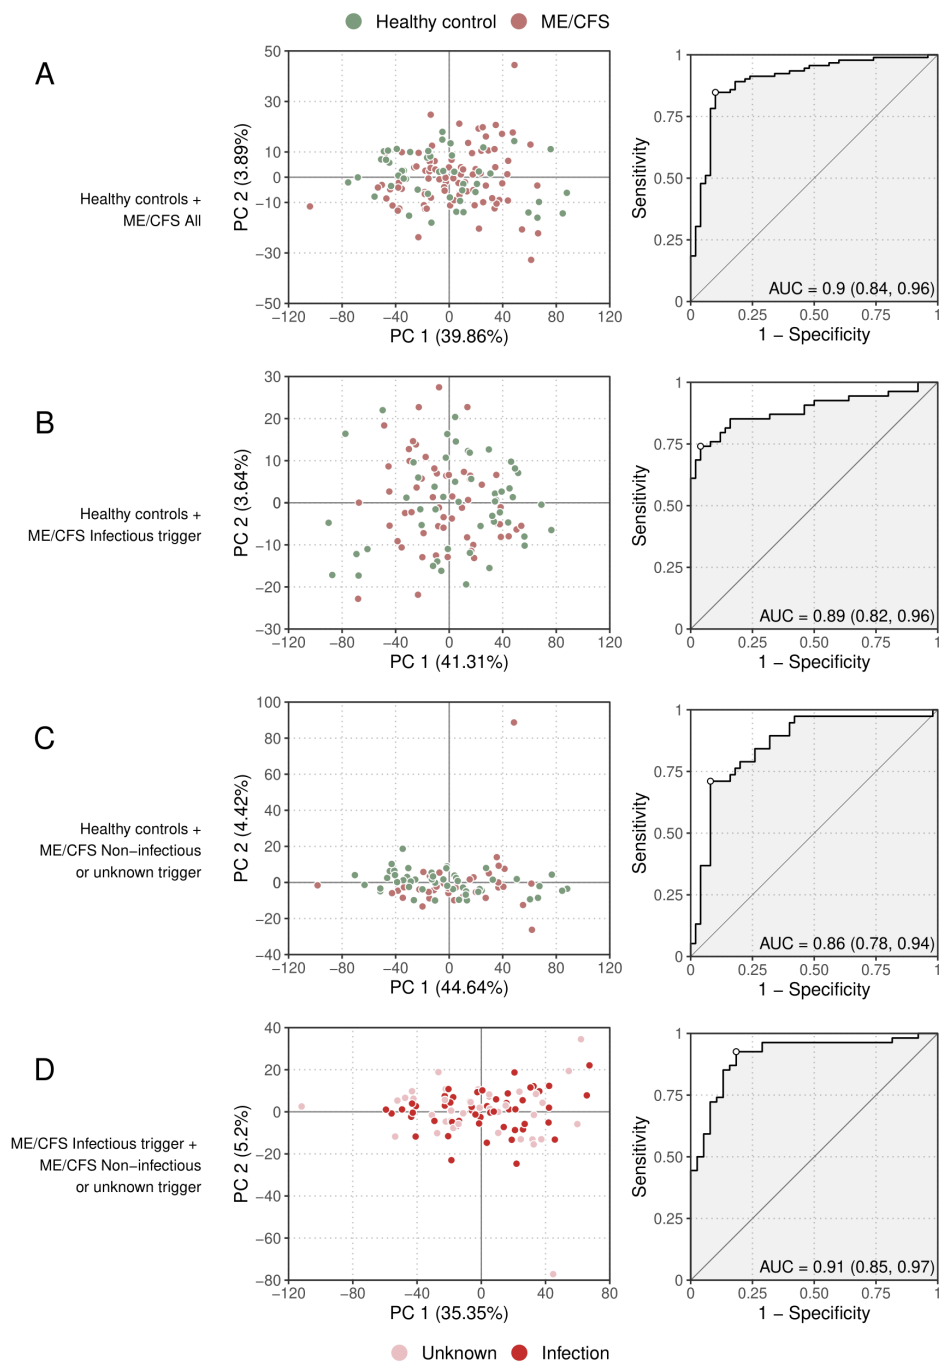 Healthy control ME/CFS
A
Healthy controls +
ME/CFS All
PC 2 (3.89%)
50
30
10
0
−10
−30
−50
−120 −80 −40 0 40 80 120
PC 1 (39.86%)
Sensitivity
1
0.75
0.50
0.25
0
AUC = 0.9 (0.84, 0.96)
0 0.25 0.50 0.75 1
1 − Specificity
B
Healthy controls +
ME/CFS Infectious trigger
PC 2 (3.64%)
30
20
10
0
−10
−20
−30
−120 −80 −40 0 40 80 120
PC 1 (41.31%)
Sensitivity
1
0.75
0.50
0.25
0
AUC = 0.89 (0.82, 0.96)
0 0.25 0.50 0.75 1
1 − Specificity
C
Healthy controls +
ME/CFS Non−infectious
or unknown trigger
PC 2 (4.42%)
100
80
60
40
20
0
−20
−40
−120 −80 −40 0 40 80 120
PC 1 (44.64%)
Sensitivity
1
0.75
0.50
0.25
0
AUC = 0.86 (0.78, 0.94)
0 0.25 0.50 0.75 1
1 − Specificity
D
ME/CFS Infectious trigger +
ME/CFS Non−infectious
or unknown trigger
PC 2 (5.2%)
40
20
0
−20
−40
−60
−80
−120 −80 −40 0 40 80
PC 1 (35.35%)
Sensitivity
1
0.75
0.50
0.25
0
AUC = 0.91 (0.85, 0.97)
0 0.25 0.50 0.75 1
1 − Specificity
Unknown Infection